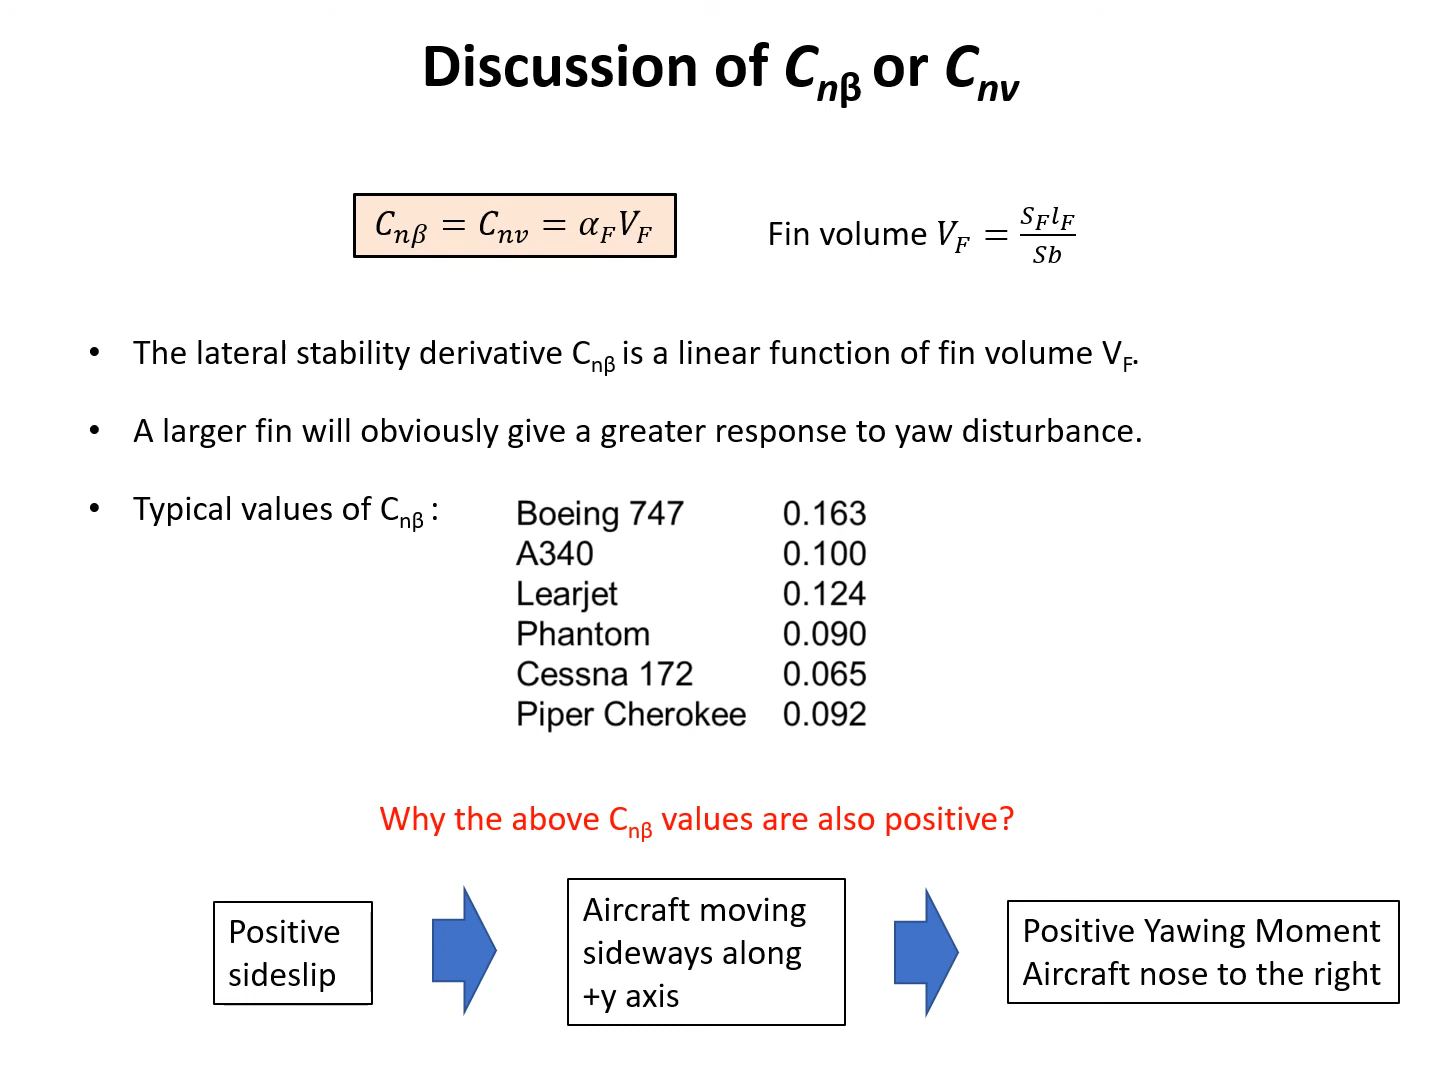 Discussion of Cnβ or Cnv
Cnβ = Cnv = αFVF
Fin volume VF = SFlF/Sb
• The lateral stability derivative Cnβ is a linear function of fin volume VF.
• A larger fin will obviously give a greater response to yaw disturbance.
• Typical values of Cnβ :
Boeing 747 0.163
A340 0.100
Learjet 0.124
Phantom 0.090
Cessna 172 0.065
Piper Cherokee 0.092
Why the above Cnβ values are also positive?
Positive
sideslip
Aircraft moving
sideways along
+y axis
Positive Yawing Moment
Aircraft nose to the right